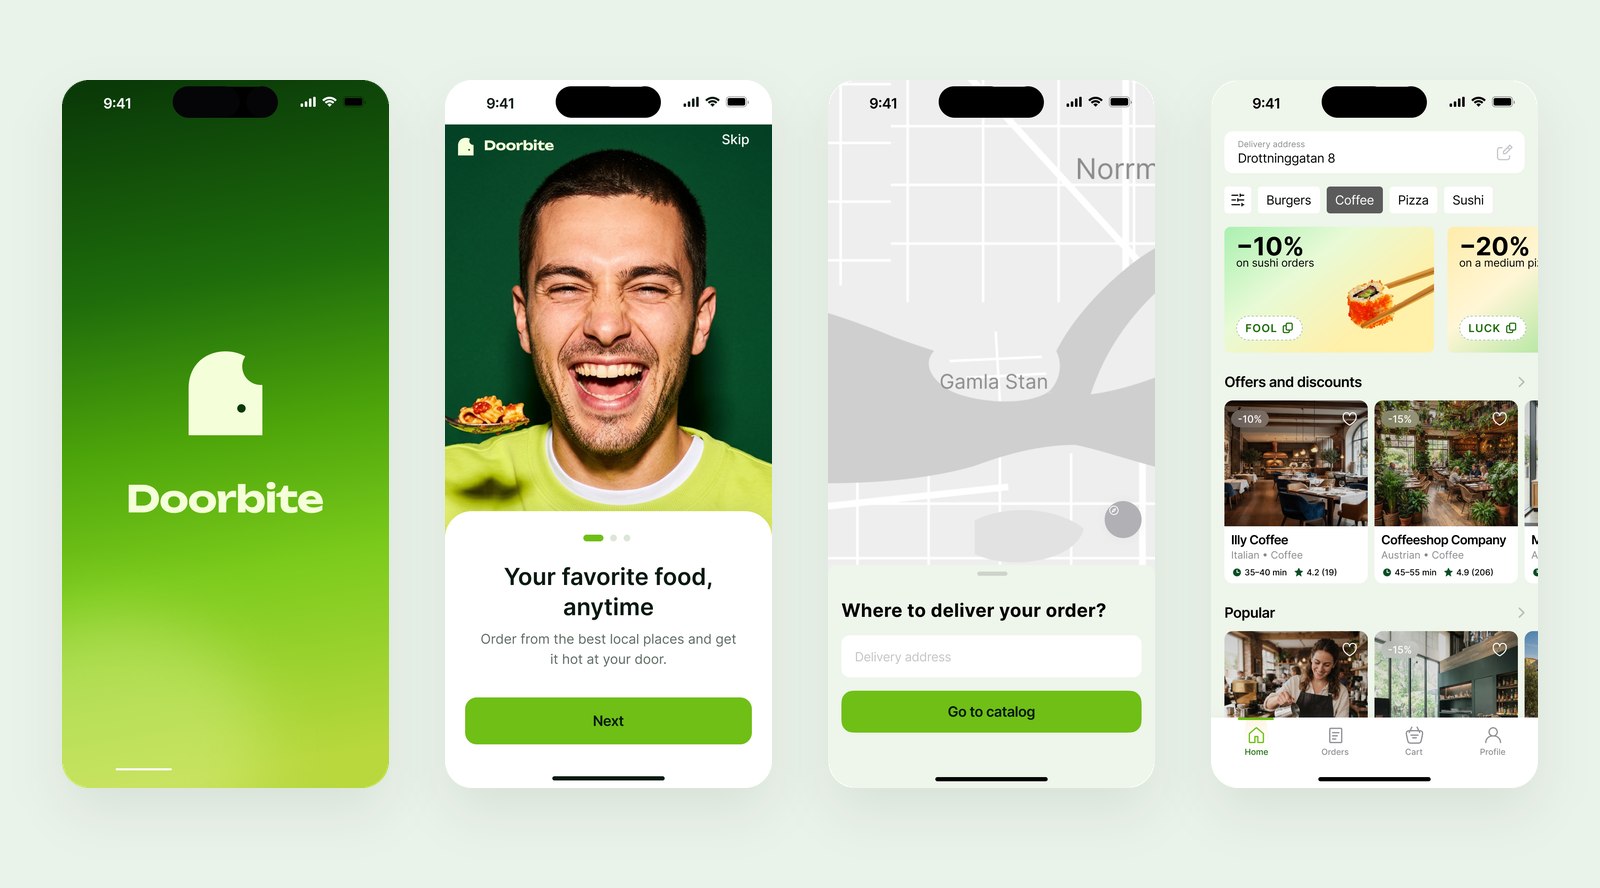 9:41
Doorbite
9:41
Doorbite
Skip
Your favorite food,
anytime
Order from the best local places and get
it hot at your door.
Next
9:41
Norrm
Gamla Stan
Where to deliver your order?
Delivery address
Go to catalog
9:41
Delivery address
Drottninggatan 8
Burgers
Coffee
Pizza
Sushi
−10%
on sushi orders
FOOL
−20%
on a medium pi
LUCK
Offers and discounts
-10%
-15%
Illy Coffee
Italian • Coffee
35–40 min
4.2 (19)
Coffeeshop Company
Austrian • Coffee
45–55 min
4.9 (206)
Popular
-15%
Home
Orders
Cart
Profile